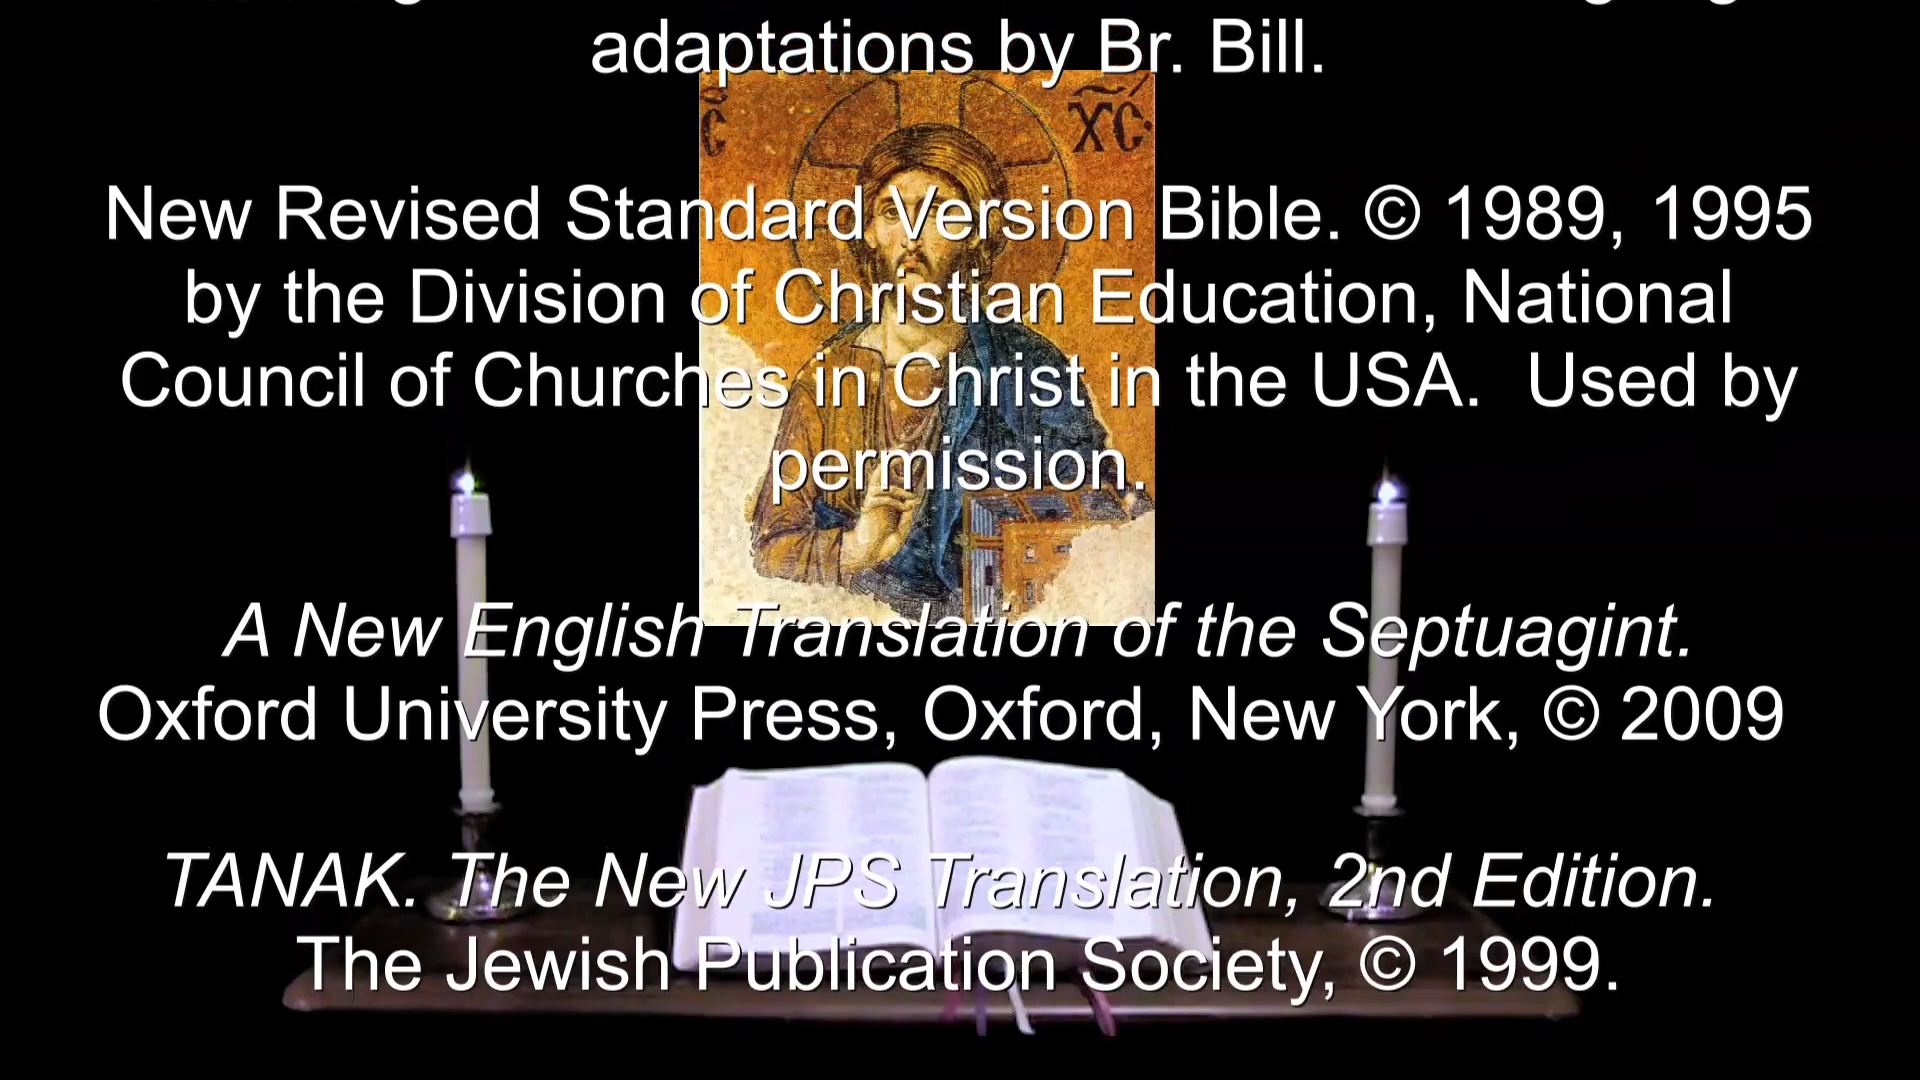 adaptations by Br. Bill.
ΧC
New Revised Standard Version Bible. © 1989, 1995
by the Division of Christian Education, National
Council of Churches in Christ in the USA.  Used by
permission.
A New English Translation of the Septuagint.
Oxford University Press, Oxford, New York, © 2009
TANAK. The New JPS Translation, 2nd Edition.
The Jewish Publication Society, © 1999.